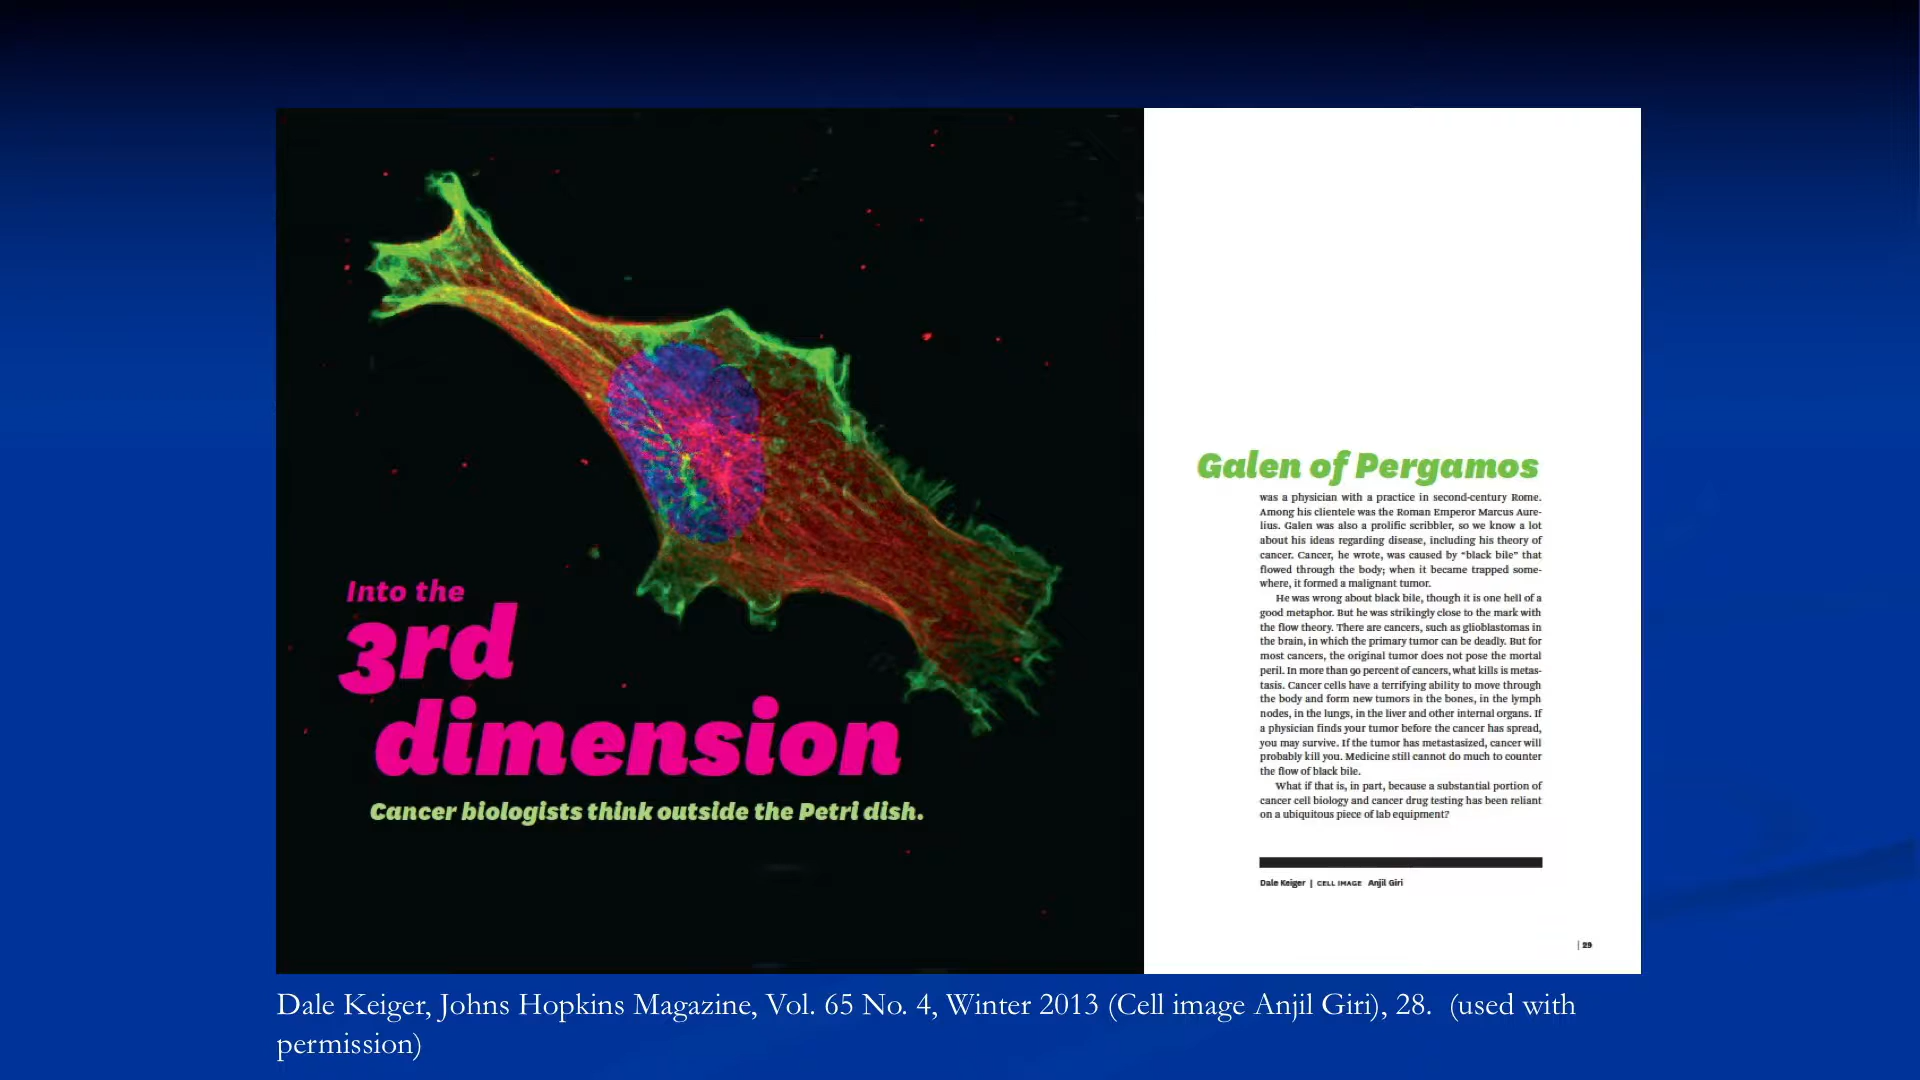 Into the
3rd
dimension
Cancer biologists think outside the Petri dish.
Galen of Pergamos
was a physician with a practice in second-century Rome.
Among his clientele was the Roman Emperor Marcus Aure-
lius. Galen was also a prolific scribbler, so we know a lot
about his ideas regarding disease, including his theory of
cancer. Cancer, he wrote, was caused by “black bile” that
flowed through the body; when it became trapped some-
where, it formed a malignant tumor.
He was wrong about black bile, though it is one hell of a
good metaphor. But he was strikingly close to the mark with
the flow theory. There are cancers, such as glioblastomas in
the brain, in which the primary tumor can be deadly. But for
most cancers, the original tumor does not pose the mortal
peril. In more than 90 percent of cancers, what kills is metas-
tasis. Cancer cells have a terrifying ability to move through
the body and form new tumors in the bones, in the lymph
nodes, in the lungs, in the liver and other internal organs. If
a physician finds your tumor before the cancer has spread,
you may survive. If the tumor has metastasized, cancer will
probably kill you. Medicine still cannot do much to counter
the flow of black bile.
What if that is, in part, because a substantial portion of
cancer cell biology and cancer drug testing has been reliant
on a ubiquitous piece of lab equipment?
Dale Keiger | CELL IMAGE Anjil Giri
| 29
Dale Keiger, Johns Hopkins Magazine, Vol. 65 No. 4, Winter 2013 (Cell image Anjil Giri), 28. (used with
permission)